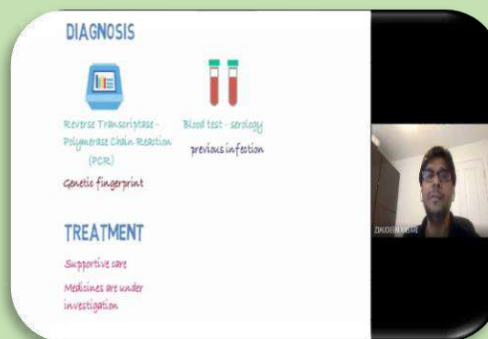 DIAGNOSIS
Reverse Transcriptase -
Polymerase Chain Reaction
(PCR)
Genetic fingerprint
Blood test - serology
previous infection
TREATMENT
Supportive care
Medicines are under
investigation